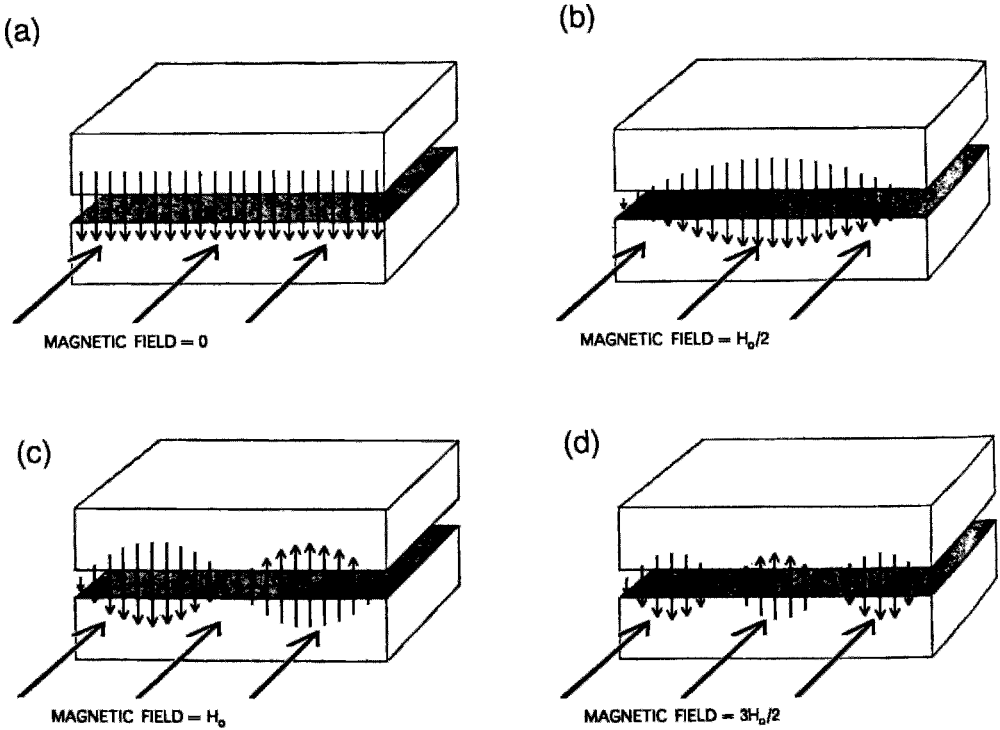 (a)
(b)
MAGNETIC FIELD = 0
MAGNETIC FIELD = H₀/2
(c)
(d)
MAGNETIC FIELD = H₀
MAGNETIC FIELD = 3H₀/2